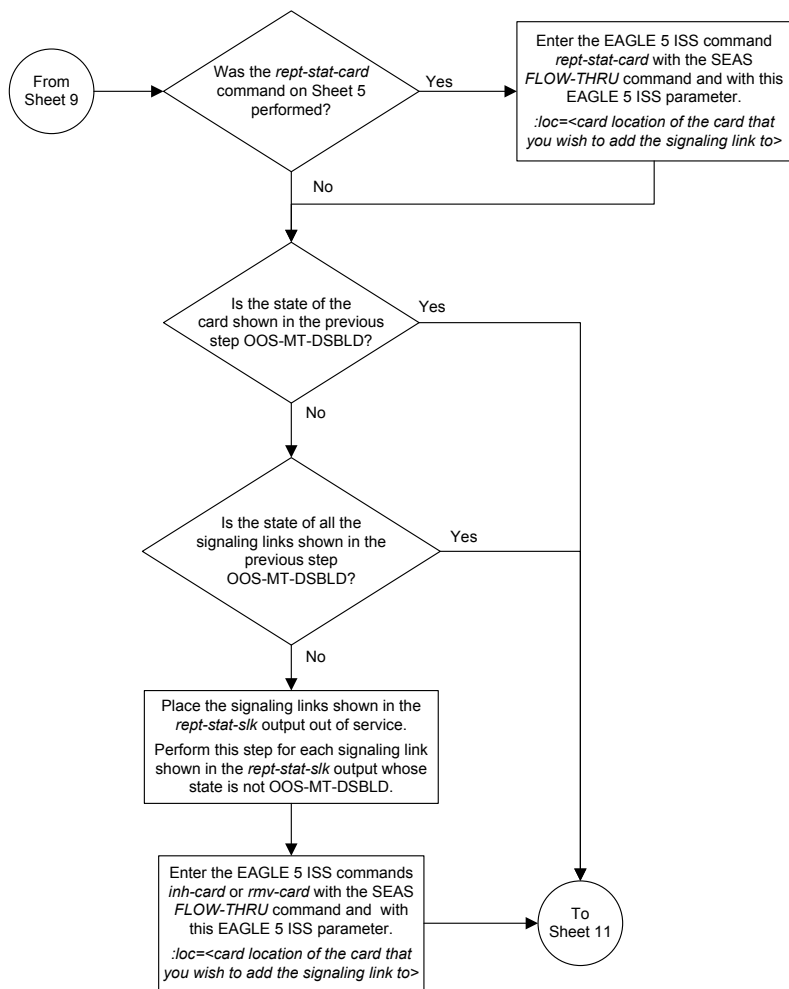 From
Sheet 9
Was the rept-stat-card
command on Sheet 5
performed?
Yes
Enter the EAGLE 5 ISS command
rept-stat-card with the SEAS
FLOW-THRU command and with this
EAGLE 5 ISS parameter.
:loc=<card location of the card that
you wish to add the signaling link to>
No
Is the state of the
card shown in the previous
step OOS-MT-DSBLD?
Yes
No
Is the state of all the
signaling links shown in the
previous step
OOS-MT-DSBLD?
Yes
No
Place the signaling links shown in the
rept-stat-slk output out of service.
Perform this step for each signaling link
shown in the rept-stat-slk output whose
state is not OOS-MT-DSBLD.
Enter the EAGLE 5 ISS commands
inh-card or rmv-card with the SEAS
FLOW-THRU command and with
this EAGLE 5 ISS parameter.
:loc=<card location of the card that
you wish to add the signaling link to>
To
Sheet 11